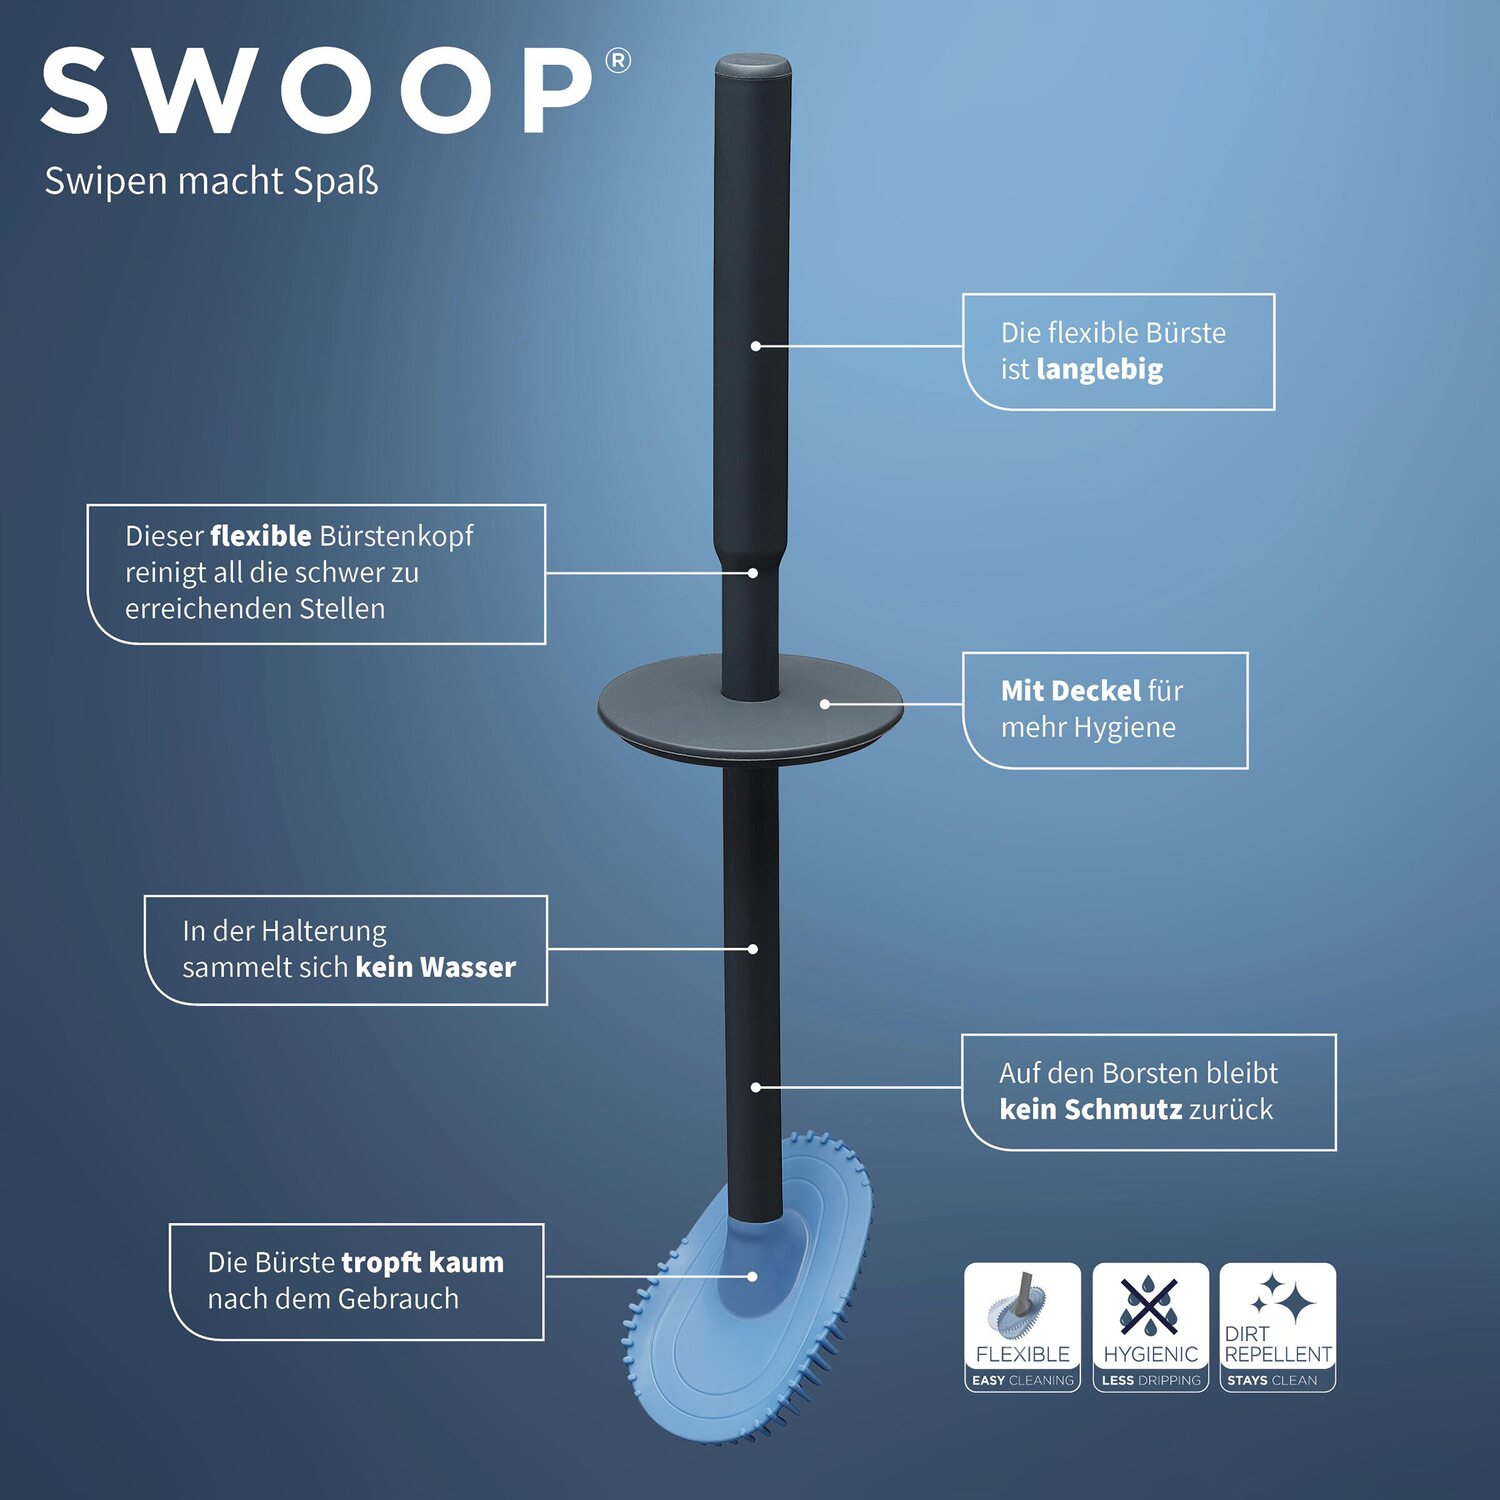 SWOOP®
Swipen macht Spaß
Die flexible Bürste
ist langlebig
Dieser flexible Bürstenkopf
reinigt all die schwer zu
erreichenden Stellen
Mit Deckel für
mehr Hygiene
In der Halterung
sammelt sich kein Wasser
Auf den Borsten bleibt
kein Schmutz zurück
Die Bürste tropft kaum
nach dem Gebrauch
FLEXIBLE
EASY CLEANING
HYGIENIC
LESS DRIPPING
DIRT
REPELLENT
STAYS CLEAN